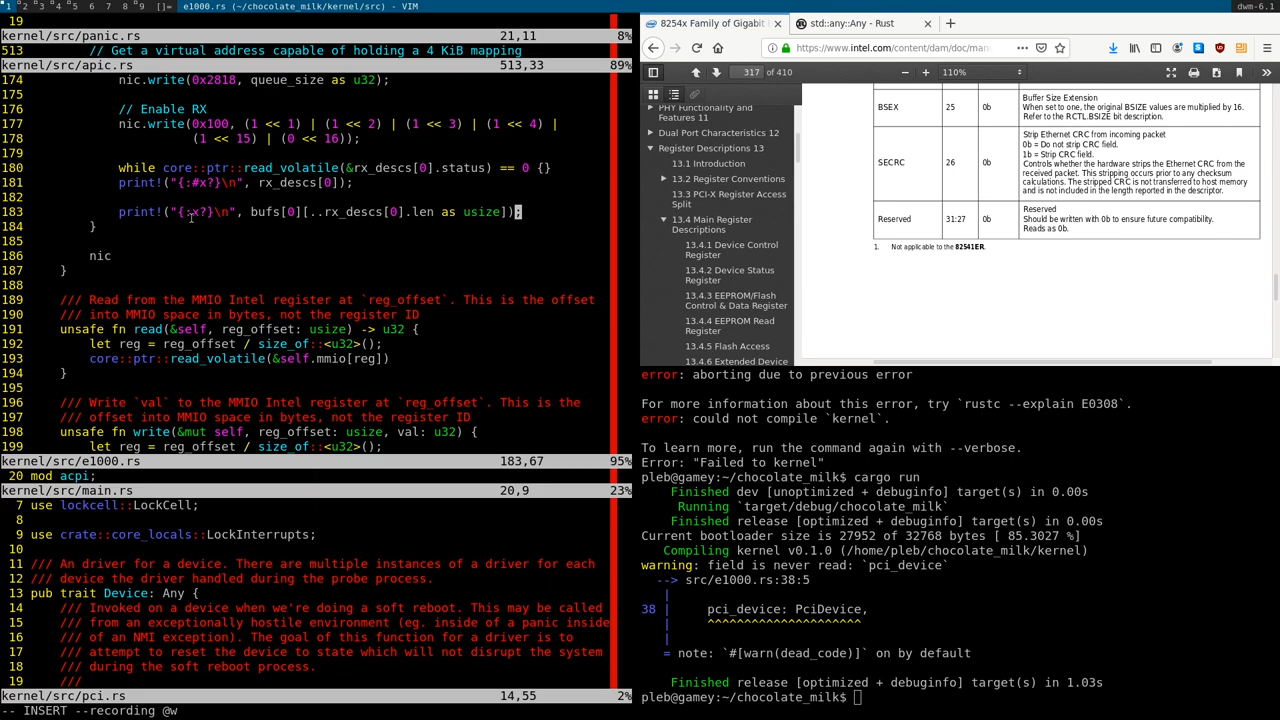 1 2 3 4 5 6 7 8 9 []= e1000.rs (~/chocolate_milk/kernel/src) - VIM dwm-6.1
19
kernel/src/panic.rs 21,11 8%
513 // Get a virtual address capable of holding a 4 KiB mapping
kernel/src/apic.rs 513,33 89%
174 nic.write(0x2818, queue_size as u32);
175
176 // Enable RX
177 nic.write(0x100, (1 << 1) | (1 << 2) | (1 << 3) | (1 << 4) |
178 (1 << 15) | (0 << 16));
179
180 while core::ptr::read_volatile(&rx_descs[0].status) == 0 {}
181 print!("{:#x?}\n", rx_descs[0]);
182
183 print!("{:x?}\n", bufs[0][..rx_descs[0].len as usize]);
184 }
185
186 nic
187 }
188
189 /// Read from the MMIO Intel register at `reg_offset`. This is the offset
190 /// into MMIO space in bytes, not the register ID
191 unsafe fn read(&self, reg_offset: usize) -> u32 {
192 let reg = reg_offset / size_of::<u32>();
193 core::ptr::read_volatile(&self.mmio[reg])
194 }
195
196 /// Write `val` to the MMIO Intel register at `reg_offset`. This is the
197 /// offset into MMIO space in bytes, not the register ID
198 unsafe fn write(&mut self, reg_offset: usize, val: u32) {
199 let reg = reg_offset / size_of::<u32>();
kernel/src/e1000.rs 183,67 95%
20 mod acpi;
kernel/src/main.rs 20,9 23%
7 use lockcell::LockCell;
8
9 use crate::core_locals::LockInterrupts;
10
11 /// An driver for a device. There are multiple instances of a driver for each
12 /// device the driver handled during the probe process.
13 pub trait Device: Any {
14 /// Invoked on a device when we're doing a soft reboot. This may be called
15 /// from an exceptionally hostile environment (eg. inside of a panic inside
16 /// of an NMI exception). The goal of this function for a driver is to
17 /// attempt to reset the device to state which will not disrupt the system
18 /// during the soft reboot process.
19 ///
kernel/src/pci.rs 14,55 2%
-- INSERT --recording @w
8254x Family of Gigabit
std::any::Any - Rust
https://www.intel.com/content/dam/doc/man
317 of 410
110%
PHY Functionality and
Features 11
Dual Port Characteristics 12
Register Descriptions 13
13.1 Introduction
13.2 Register Conventions
13.3 PCI-X Register Access
Split
13.4 Main Register
Descriptions
13.4.1 Device Control
Register
13.4.2 Device Status
Register
13.4.3 EEPROM/Flash
Control & Data Register
13.4.4 EEPROM Read
Register
13.4.5 Flash Access
13.4.6 Extended Device
BSEX 25 0b
Buffer Size Extension
When set to one, the original BSIZE values are multiplied by 16.
Refer to the RCTL.BSIZE bit description.
SECRC 26 0b
Strip Ethernet CRC from incoming packet
0b = Do not strip CRC field.
1b = Strip CRC field.
Controls whether the hardware strips the Ethernet CRC from the
received packet. This stripping occurs prior to any checksum
calculations. The stripped CRC is not transferred to host memory
and is not included in the length reported in the descriptor.
Reserved 31:27 0b
Reserved
Should be written with 0b to ensure future compatibility.
Reads as 0b.
1. Not applicable to the 82541ER.
error: aborting due to previous error
For more information about this error, try `rustc --explain E0308`.
error: could not compile `kernel`.
To learn more, run the command again with --verbose.
Error: "Failed to kernel"
pleb@gamey:~/chocolate_milk$ cargo run
Finished dev [unoptimized + debuginfo] target(s) in 0.00s
Running `target/debug/chocolate_milk`
Finished release [optimized + debuginfo] target(s) in 0.00s
Current bootloader size is 27952 of 32768 bytes [ 85.3027 %]
Compiling kernel v0.1.0 (/home/pleb/chocolate_milk/kernel)
warning: field is never read: `pci_device`
--> src/e1000.rs:38:5
|
38 | pci_device: PciDevice,
| ^^^^^^^^^^^^^^^^^^^^^
|
= note: `#[warn(dead_code)]` on by default
Finished release [optimized + debuginfo] target(s) in 1.03s
pleb@gamey:~/chocolate_milk$